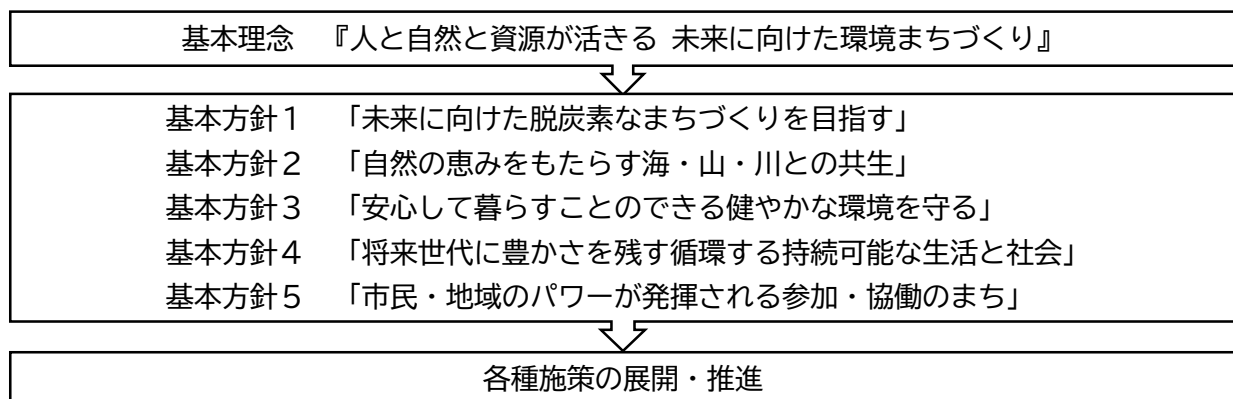 基本理念　『人と自然と資源が活きる 未来に向けた環境まちづくり』
基本方針１　「未来に向けた脱炭素なまちづくりを目指す」
基本方針２　「自然の恵みをもたらす海・山・川との共生」
基本方針３　「安心して暮らすことのできる健やかな環境を守る」
基本方針４　「将来世代に豊かさを残す循環する持続可能な生活と社会」
基本方針５　「市民・地域のパワーが発揮される参加・協働のまち」
各種施策の展開・推進